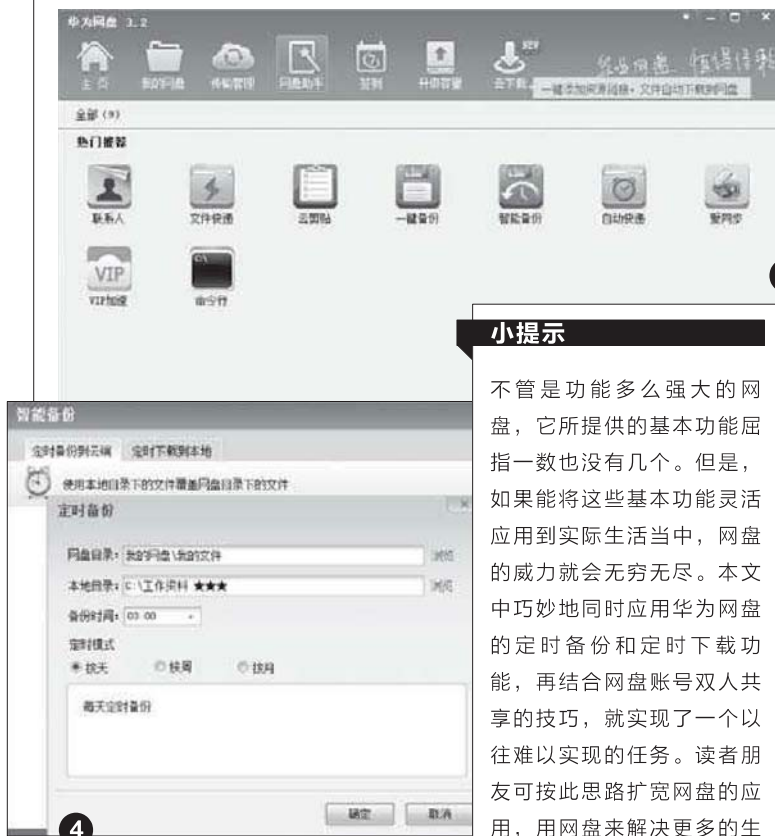 华为网盘 3.2
主页 我的网盘 传输管理 网盘助手 签到 升级容量 云下载 NEW
一键添加资源链接，文件自动下载到网盘
全部 (9)
热门推荐
联系人 文件快递 云剪贴 一键备份 智能备份 自动快递 爱同步
VIP
VIP加速 命令行
智能备份
定时备份到云端 定时下载到本地
使用本地目录下的文件覆盖网盘目录下的文件
定时备份
网盘目录: 我的网盘\我的文件 浏览
本地目录: C:\工作资料 ★★★ 浏览
备份时间: 03:00
定时模式
按天 按周 按月
每天定时备份
确定 取消
4
小提示
不管是功能多么强大的网
盘，它所提供的基本功能屈
指一数也没有几个。但是，
如果能将这些基本功能灵活
应用到实际生活当中，网盘
的威力就会无穷无尽。本文
中巧妙地同时应用华为网盘
的定时备份和定时下载功
能，再结合网盘账号双人共
享的技巧，就实现了一个以
往难以实现的任务。读者朋
友可按此思路扩宽网盘的应
用，用网盘来解决更多的生